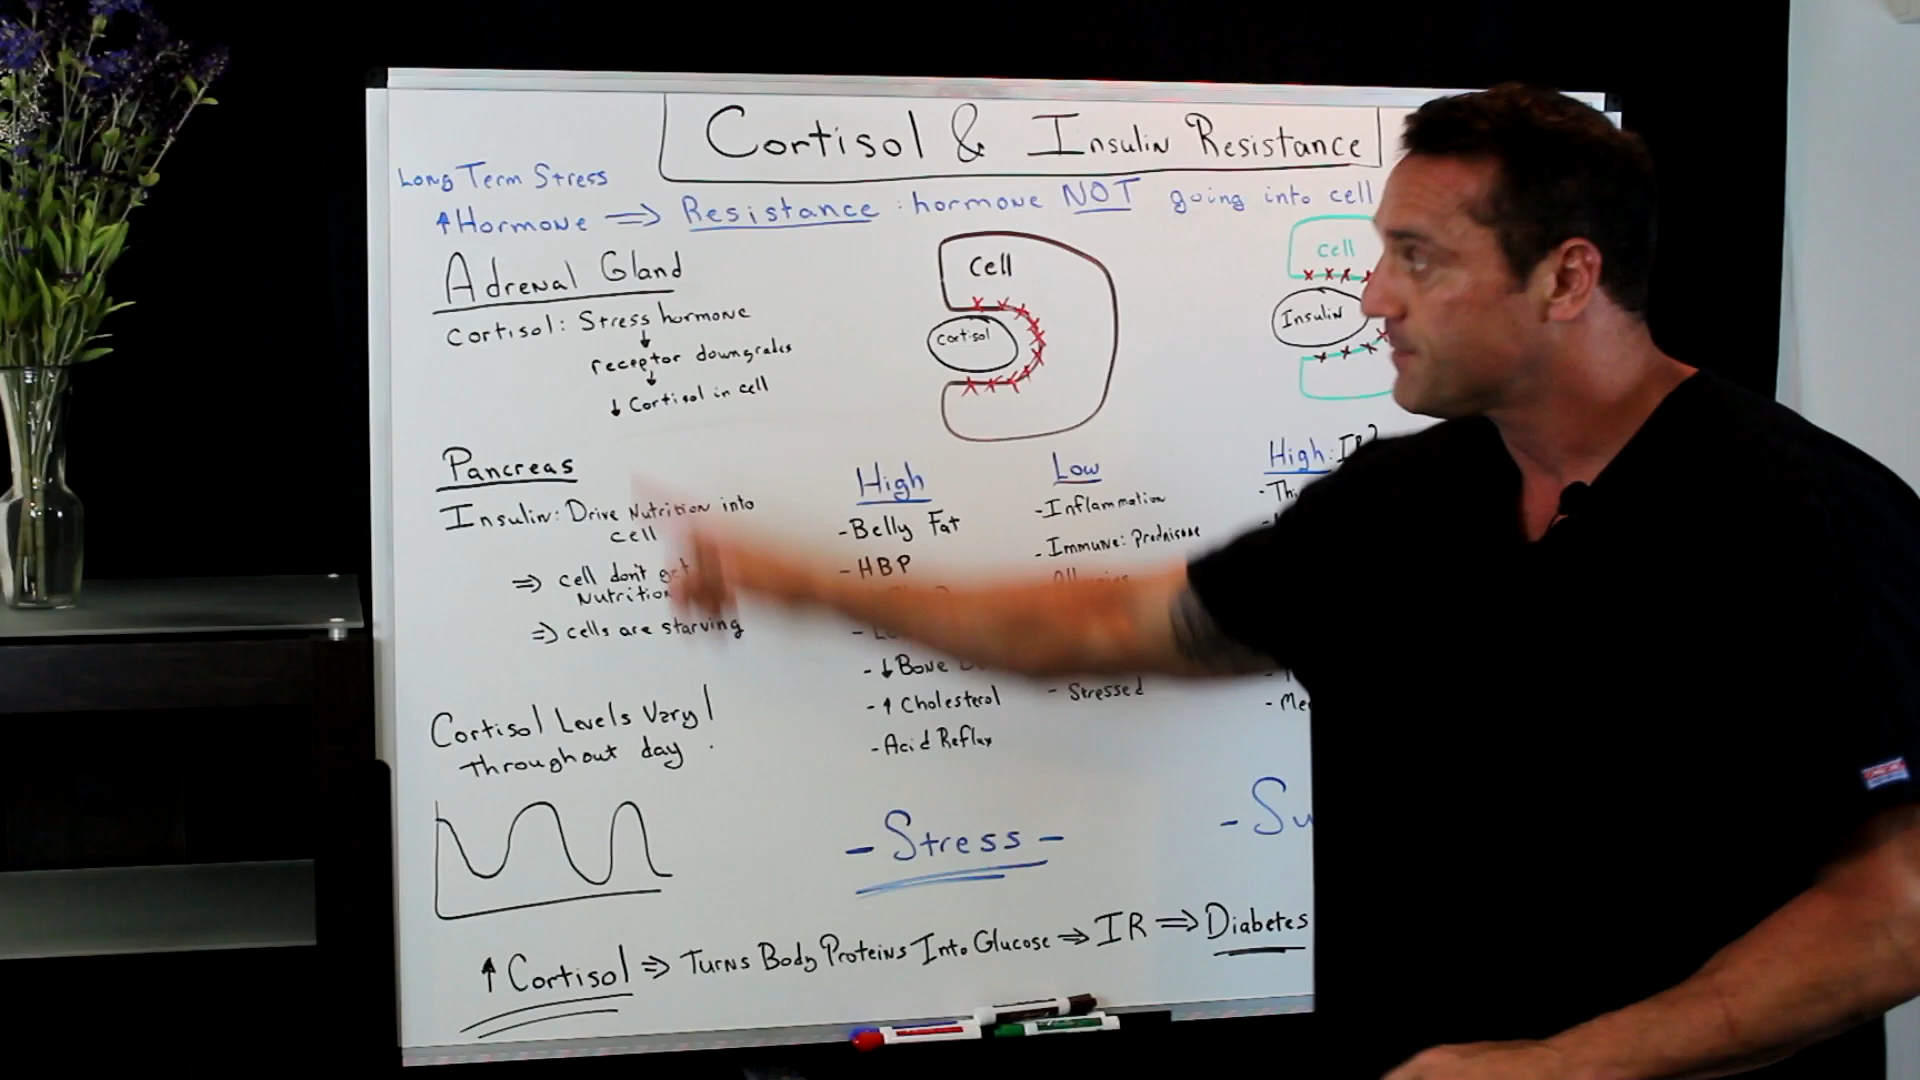 Cortisol & Insulin Resistance
Long Term Stress
↑Hormone ⇒ Resistance: hormone NOT going into cell
Adrenal Gland
Cortisol: Stress hormone
↓
receptor downgrades
↓
↓ Cortisol in cell
Cell
Cortisol
Cell
Insulin
Pancreas
Insulin: Drive Nutrition into
cell
⇒ cell don't get
Nutrition
⇒ cells are starving
High
- Belly Fat
- HBP
- ↓ Bone
- ↑ Cholesterol
- Acid Reflux
Low
- Inflammation
- Immune: Prednisone
- Stressed
High: IR
Cortisol Levels Vary!
Throughout day.
- Stress -
↑ Cortisol ⇒ Turns Body Proteins Into Glucose ⇒ IR ⇒ Diabetes